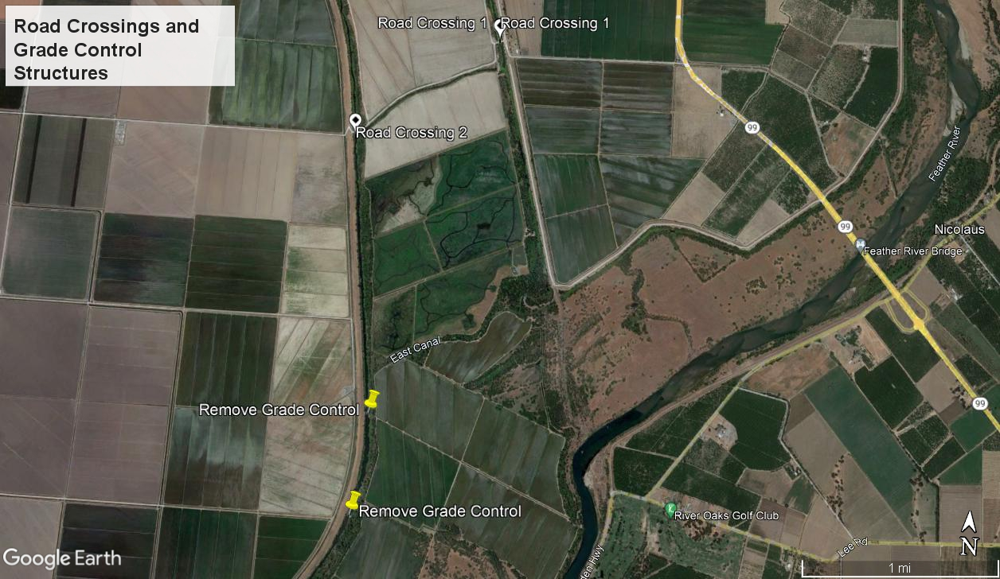 Road Crossings and
Grade Control
Structures
Road Crossing 1
Road Crossing 1
Road Crossing 2
99
Feather River
99
Nicolaus
Feather River Bridge
East Canal
Remove Grade Control
99
Remove Grade Control
River Oaks Golf Club
Lee Rd
den Hwy
Google Earth
N
1 mi